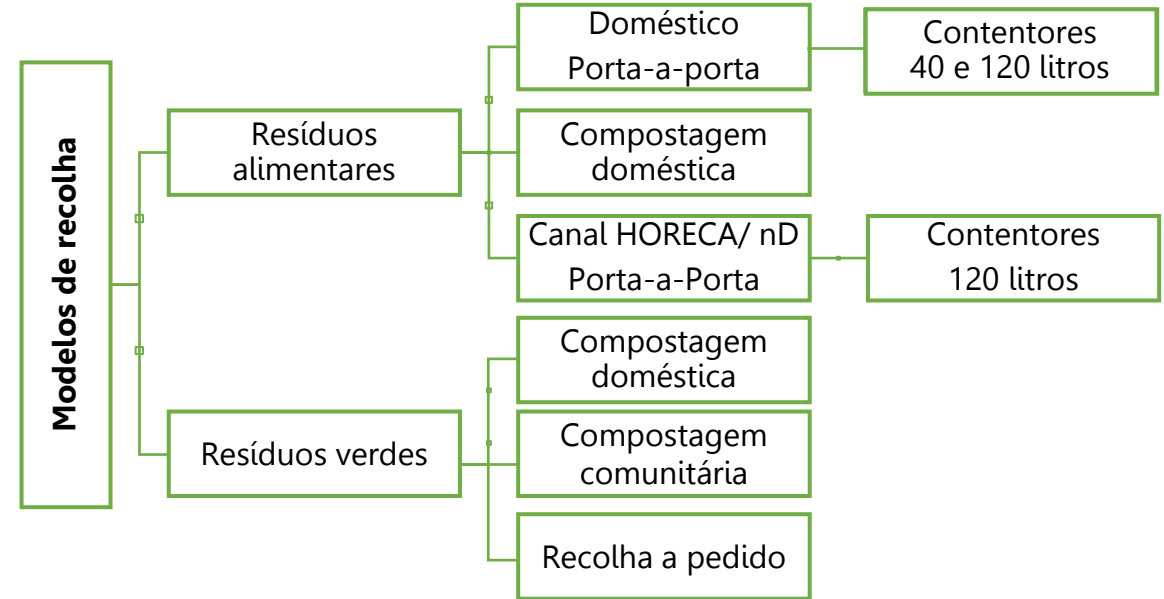 Modelos de recolha
Resíduos
alimentares
Doméstico
Porta-a-porta
Contentores
40 e 120 litros
Compostagem
doméstica
Canal HORECA/ nD
Porta-a-Porta
Contentores
120 litros
Resíduos verdes
Compostagem
doméstica
Compostagem
comunitária
Recolha a pedido